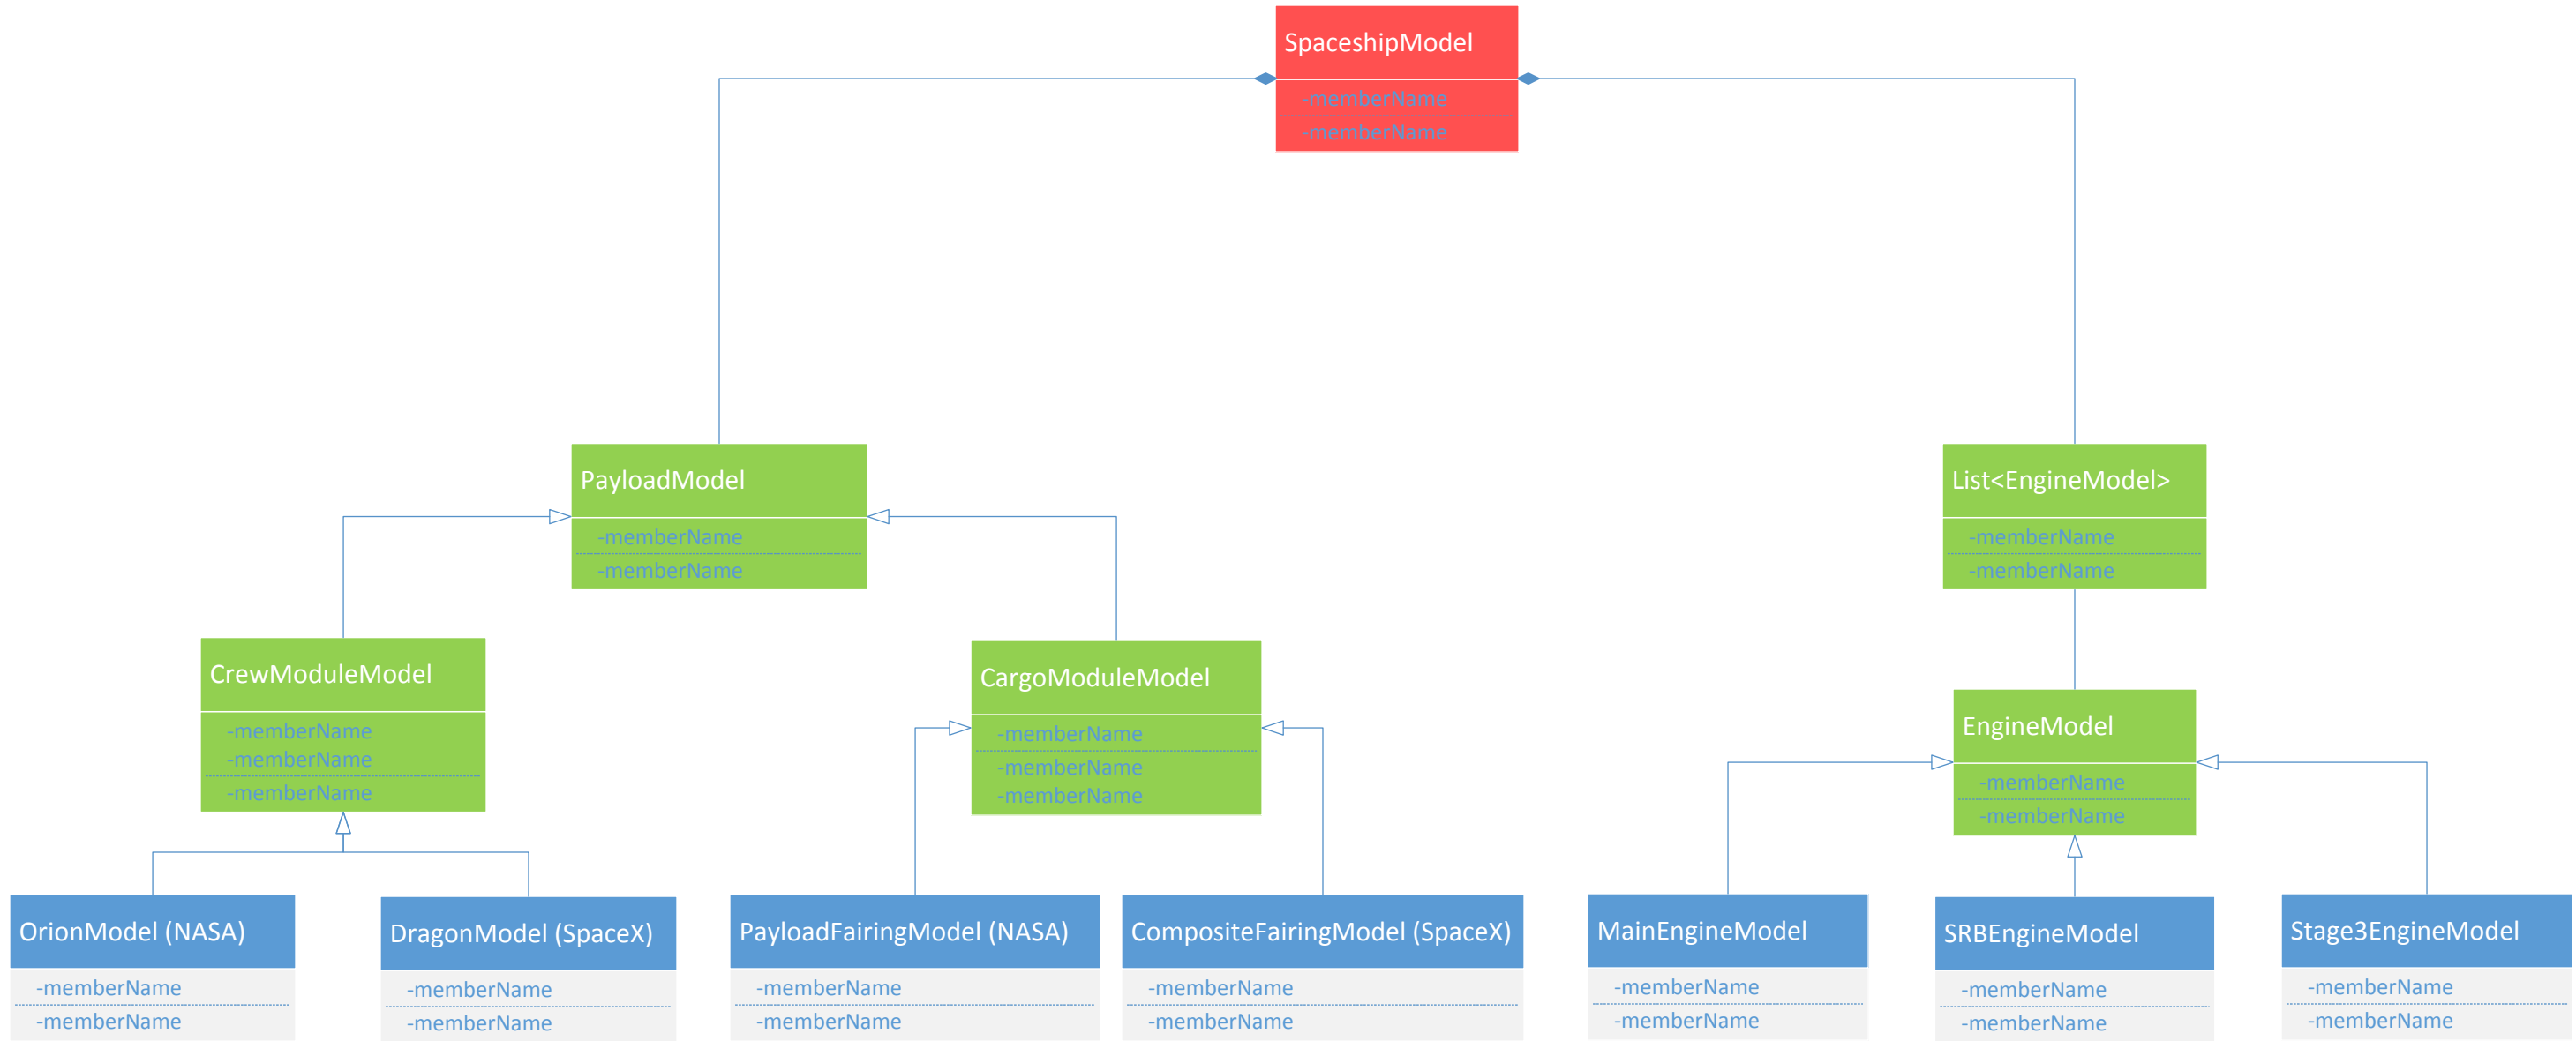 SpaceshipModel
-memberName
-memberName
PayloadModel
-memberName
-memberName
List<EngineModel>
-memberName
-memberName
CrewModuleModel
-memberName
-memberName
-memberName
CargoModuleModel
-memberName
-memberName
-memberName
EngineModel
-memberName
-memberName
OrionModel (NASA)
-memberName
-memberName
DragonModel (SpaceX)
-memberName
-memberName
PayloadFairingModel (NASA)
-memberName
-memberName
CompositeFairingModel (SpaceX)
-memberName
-memberName
MainEngineModel
-memberName
-memberName
SRBEngineModel
-memberName
-memberName
Stage3EngineModel
-memberName
-memberName